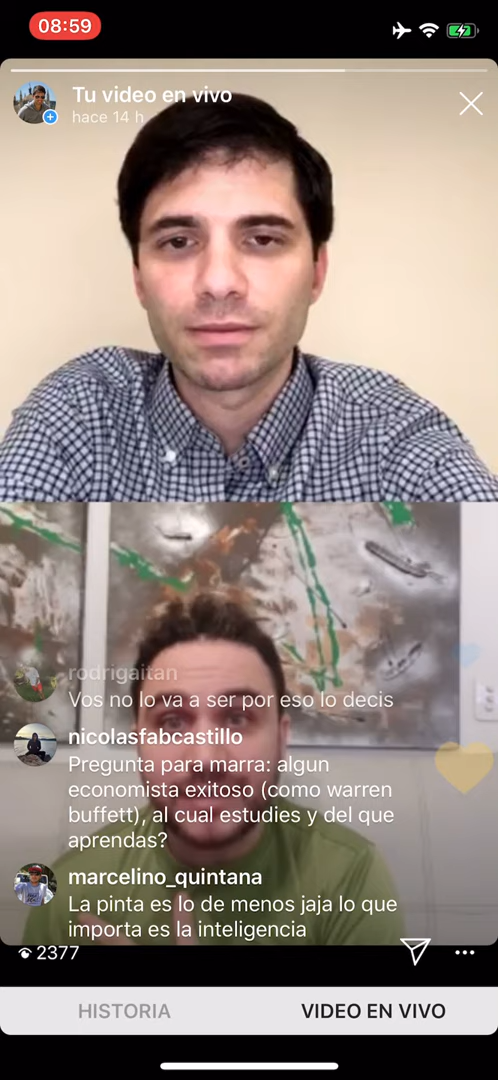 08:59
Tu video en vivo
hace 14 h
rodrigaitan
Vos no lo va a ser por eso lo decis
nicolasfabcastillo
Pregunta para marra: algun
economista exitoso (como warren
buffett), al cual estudies y del que
aprendas?
marcelino_quintana
La pinta es lo de menos jaja lo que
importa es la inteligencia
2377
HISTORIA
VIDEO EN VIVO